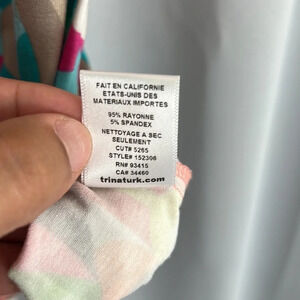 FAIT EN CALIFORNIE
ETATS-UNIS DES
MATERIAUX IMPORTES
95% RAYONNE
5% SPANDEX
NETTOYAGE A SEC
SEULEMENT
CUT# 5265
STYLE# 152306
RN# 93415
CA# 34460
trinaturk.com